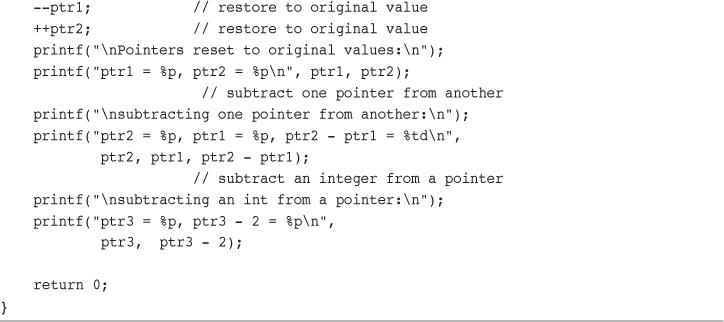 --ptr1;            // restore to original value
++ptr2;            // restore to original value
printf("\nPointers reset to original values:\n");
printf("ptr1 = %p, ptr2 = %p\n", ptr1, ptr2);
// subtract one pointer from another
printf("\nsubtracting one pointer from another:\n");
printf("ptr2 = %p, ptr1 = %p, ptr2 - ptr1 = %td\n",
ptr2, ptr1, ptr2 - ptr1);
// subtract an integer from a pointer
printf("\nsubtracting an int from a pointer:\n");
printf("ptr3 = %p, ptr3 - 2 = %p\n",
ptr3,  ptr3 - 2);
return 0;
}